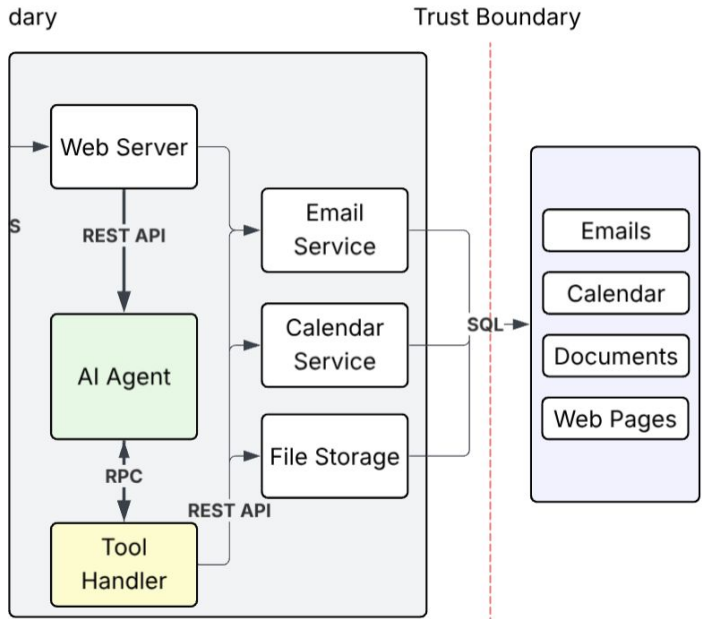 dary
Trust Boundary
Web Server
S
REST API
Email
Service
AI Agent
Calendar
Service
SQL
RPC
File Storage
REST API
Tool
Handler
Emails
Calendar
Documents
Web Pages